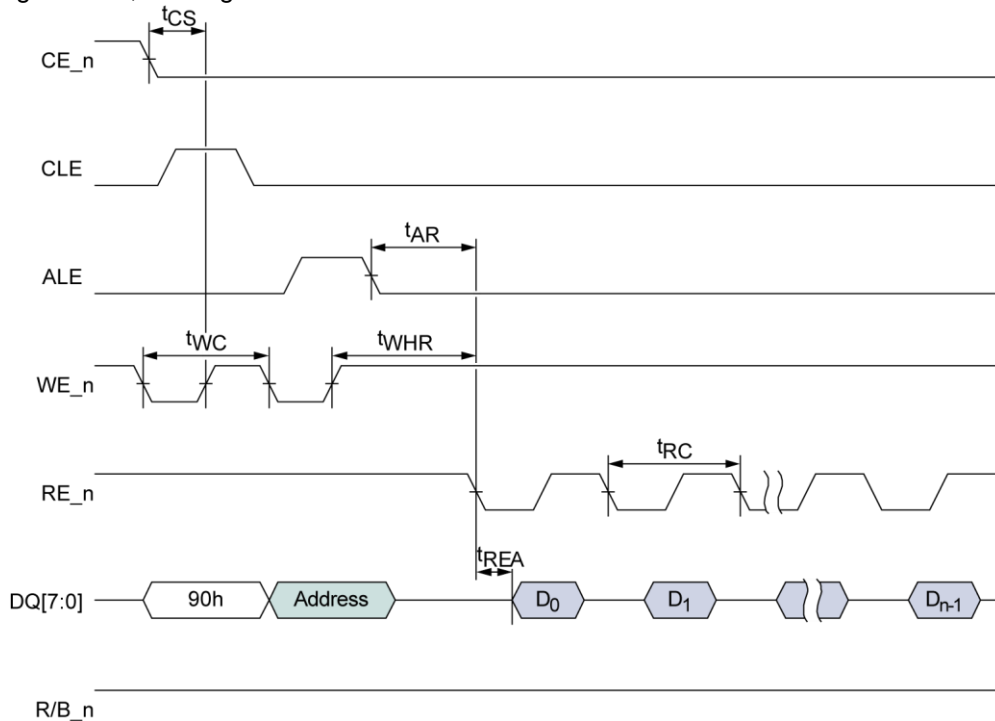 tCS
CE_n
CLE
tAR
ALE
tWC tWHR
WE_n
tRC
RE_n
tREA
DQ[7:0] 90h Address D0 D1 Dn-1
R/B_n